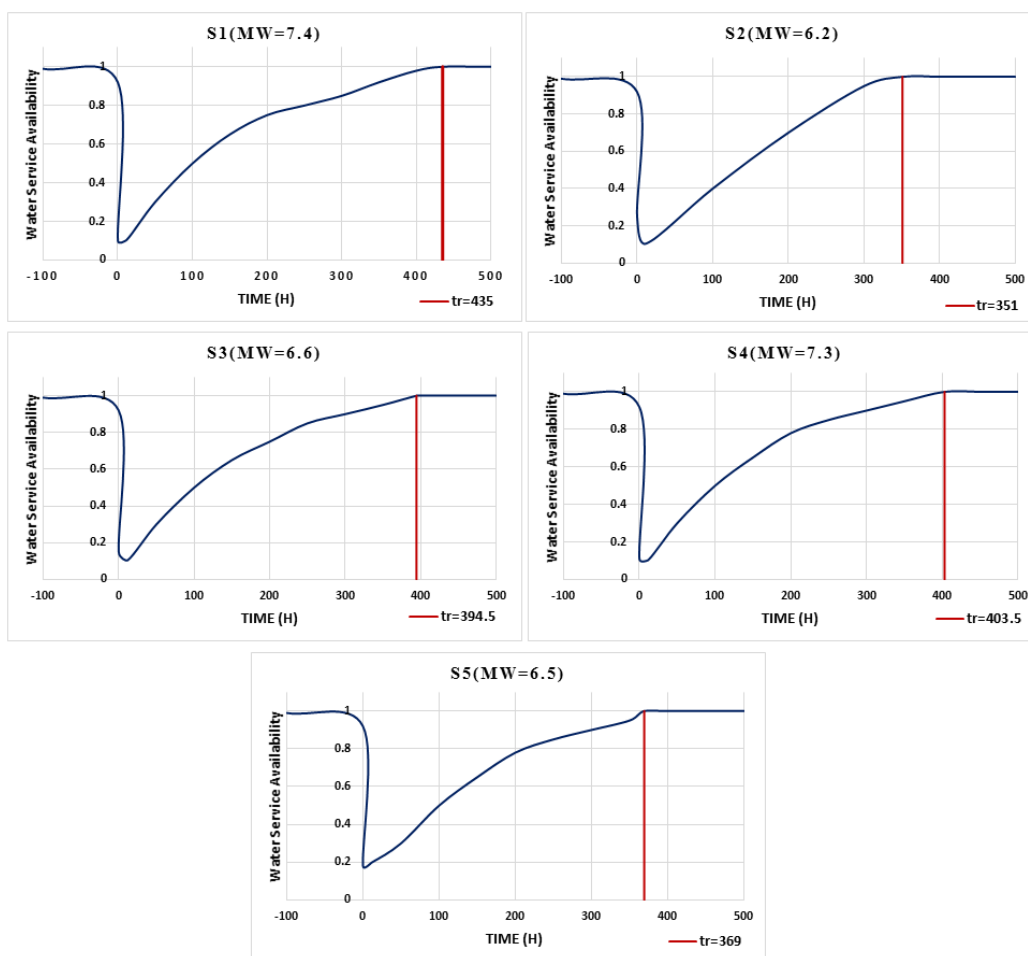 S1(MW=7.4)
Water Service Availability
1
0.8
0.6
0.4
0.2
0
-100 0 100 200 300 400 500
TIME (H)
tr=435
S2(MW=6.2)
Water Service Availability
1
0.8
0.6
0.4
0.2
0
-100 0 100 200 300 400 500
TIME (H)
tr=351
S3(MW=6.6)
Water Service Availability
1
0.8
0.6
0.4
0.2
0
-100 0 100 200 300 400 500
TIME (H)
tr=394.5
S4(MW=7.3)
Water Service Availability
1
0.8
0.6
0.4
0.2
0
-100 0 100 200 300 400 500
TIME (H)
tr=403.5
S5(MW=6.5)
Water Service Availability
1
0.8
0.6
0.4
0.2
0
-100 0 100 200 300 400 500
TIME (H)
tr=369